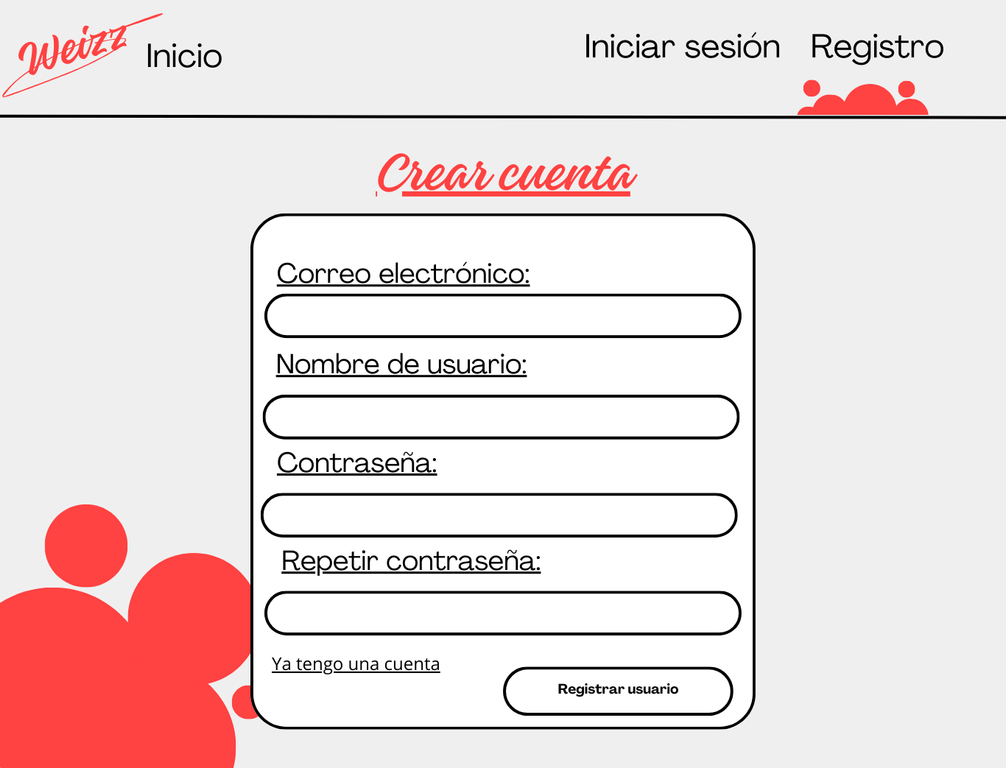 Weizz
Inicio
Iniciar sesión
Registro
Crear cuenta
Correo electrónico:
Nombre de usuario:
Contraseña:
Repetir contraseña:
Ya tengo una cuenta
Registrar usuario